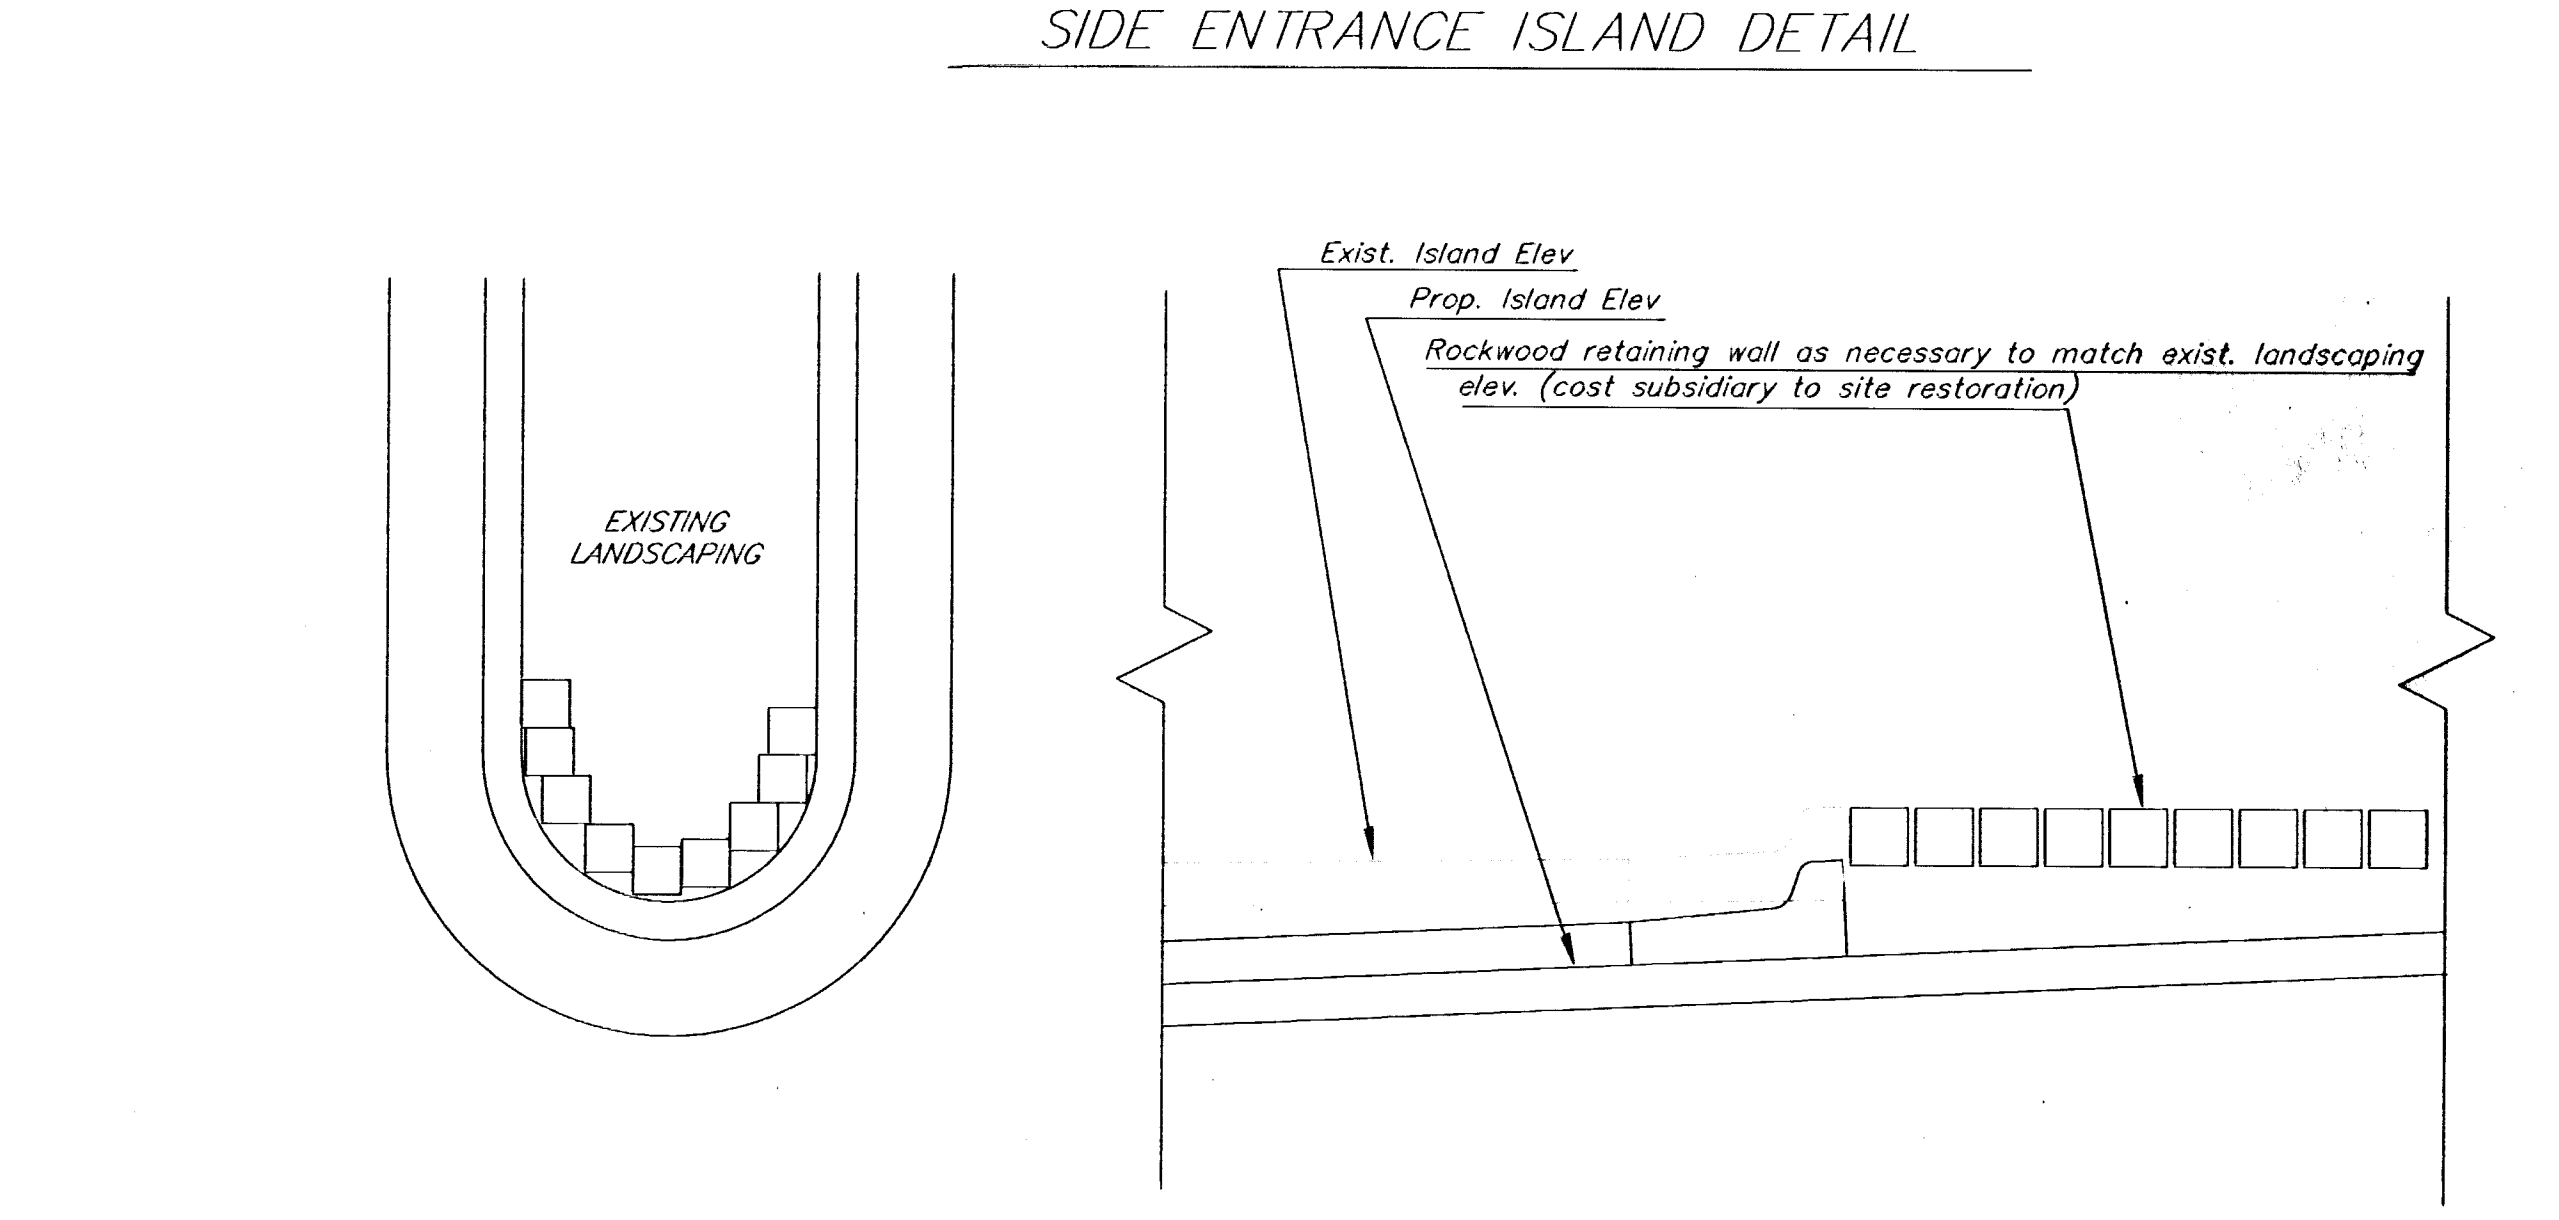 SIDE ENTRANCE ISLAND DETAIL
Exist. Island Elev
Prop. Island Elev
Rockwood retaining wall as necessary to match exist. landscaping
elev. (cost subsidiary to site restoration)
EXISTING
LANDSCAPING